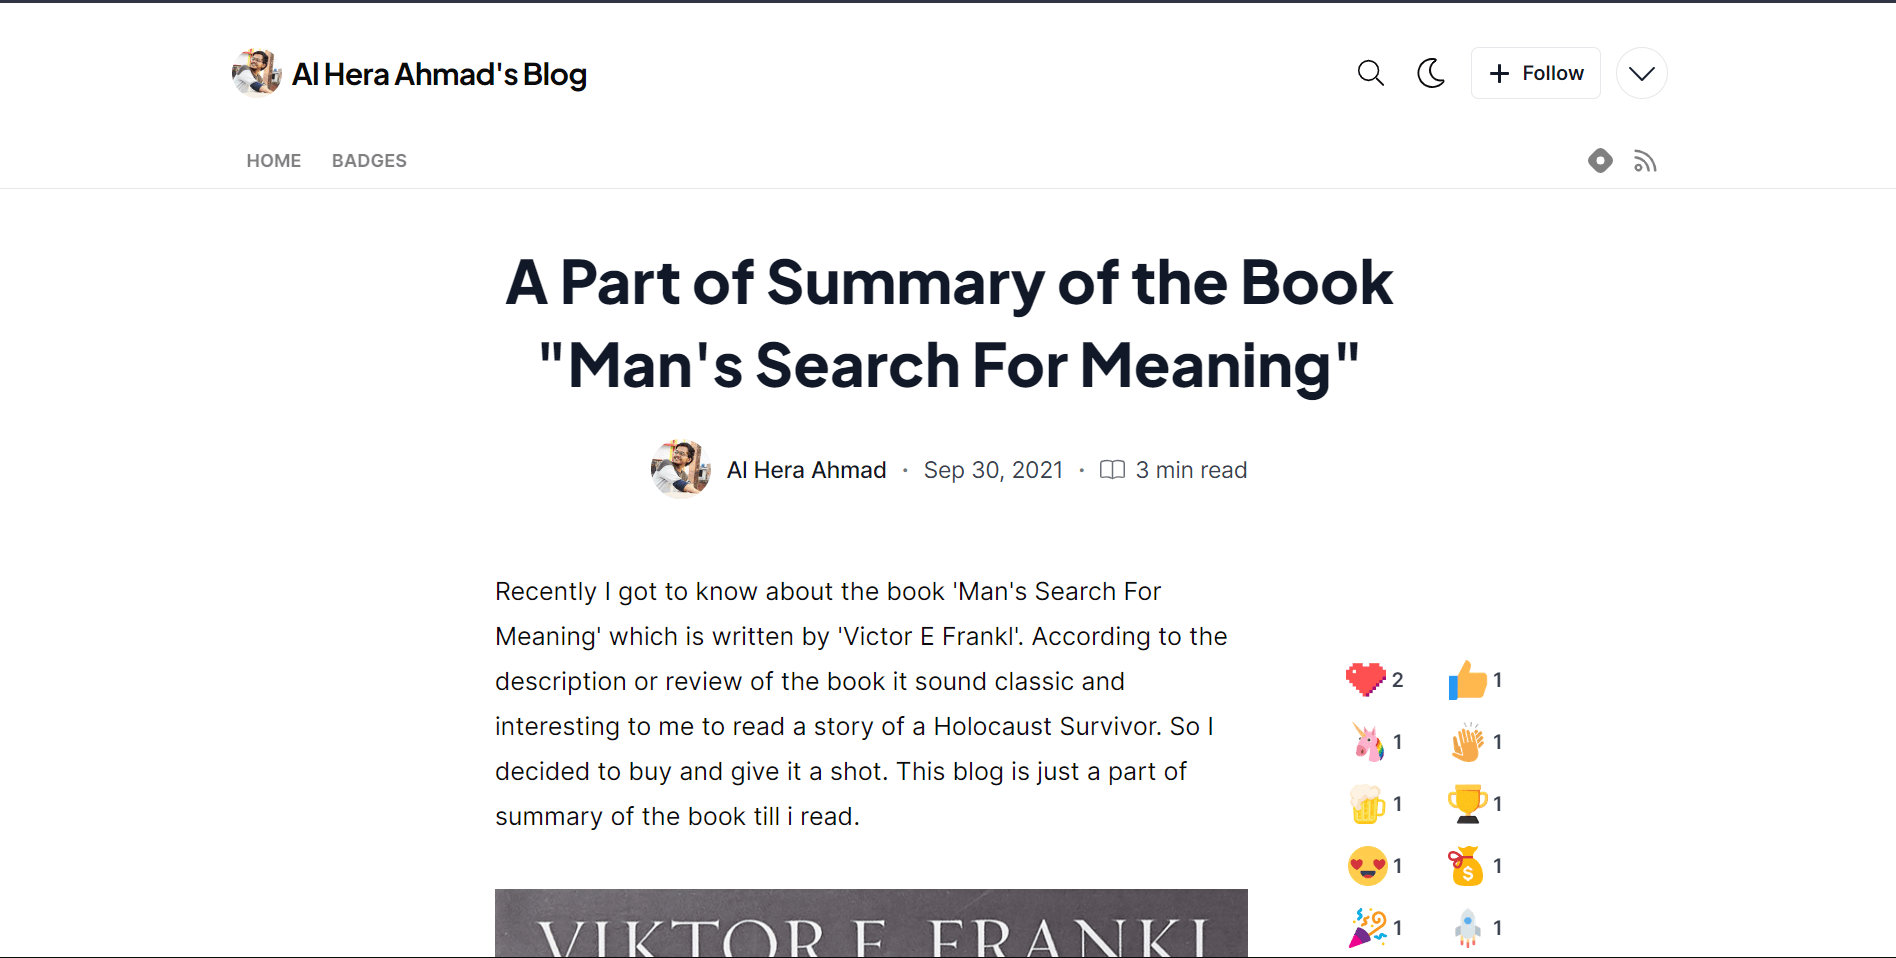 Al Hera Ahmad's Blog
Follow
HOME BADGES
A Part of Summary of the Book
"Man's Search For Meaning"
Al Hera Ahmad · Sep 30, 2021 · 3 min read
Recently I got to know about the book 'Man's Search For
Meaning' which is written by 'Victor E Frankl'. According to the
description or review of the book it sound classic and
interesting to me to read a story of a Holocaust Survivor. So I
decided to buy and give it a shot. This blog is just a part of
summary of the book till i read.
2 1
1 1
1 1
1 1
1 1
VIKTOR E. FRANKL